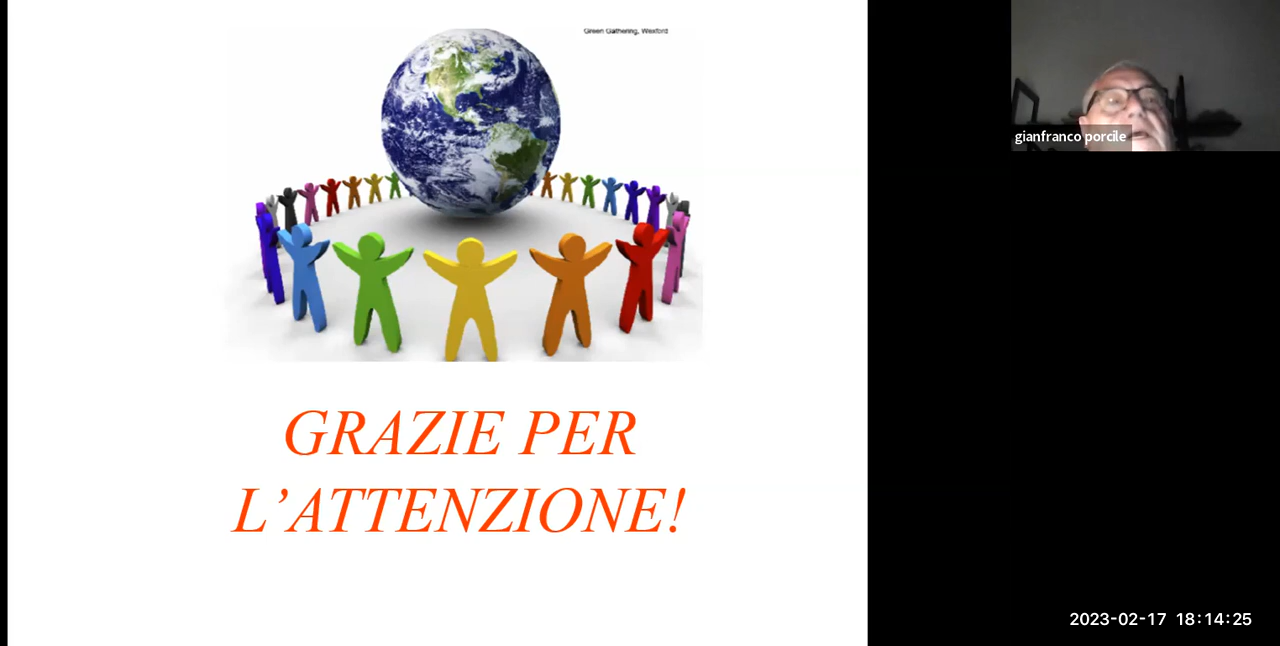 Green Gathering, Wexford
gianfranco porcile
GRAZIE PER
L’ATTENZIONE!
2023-02-17 18:14:25